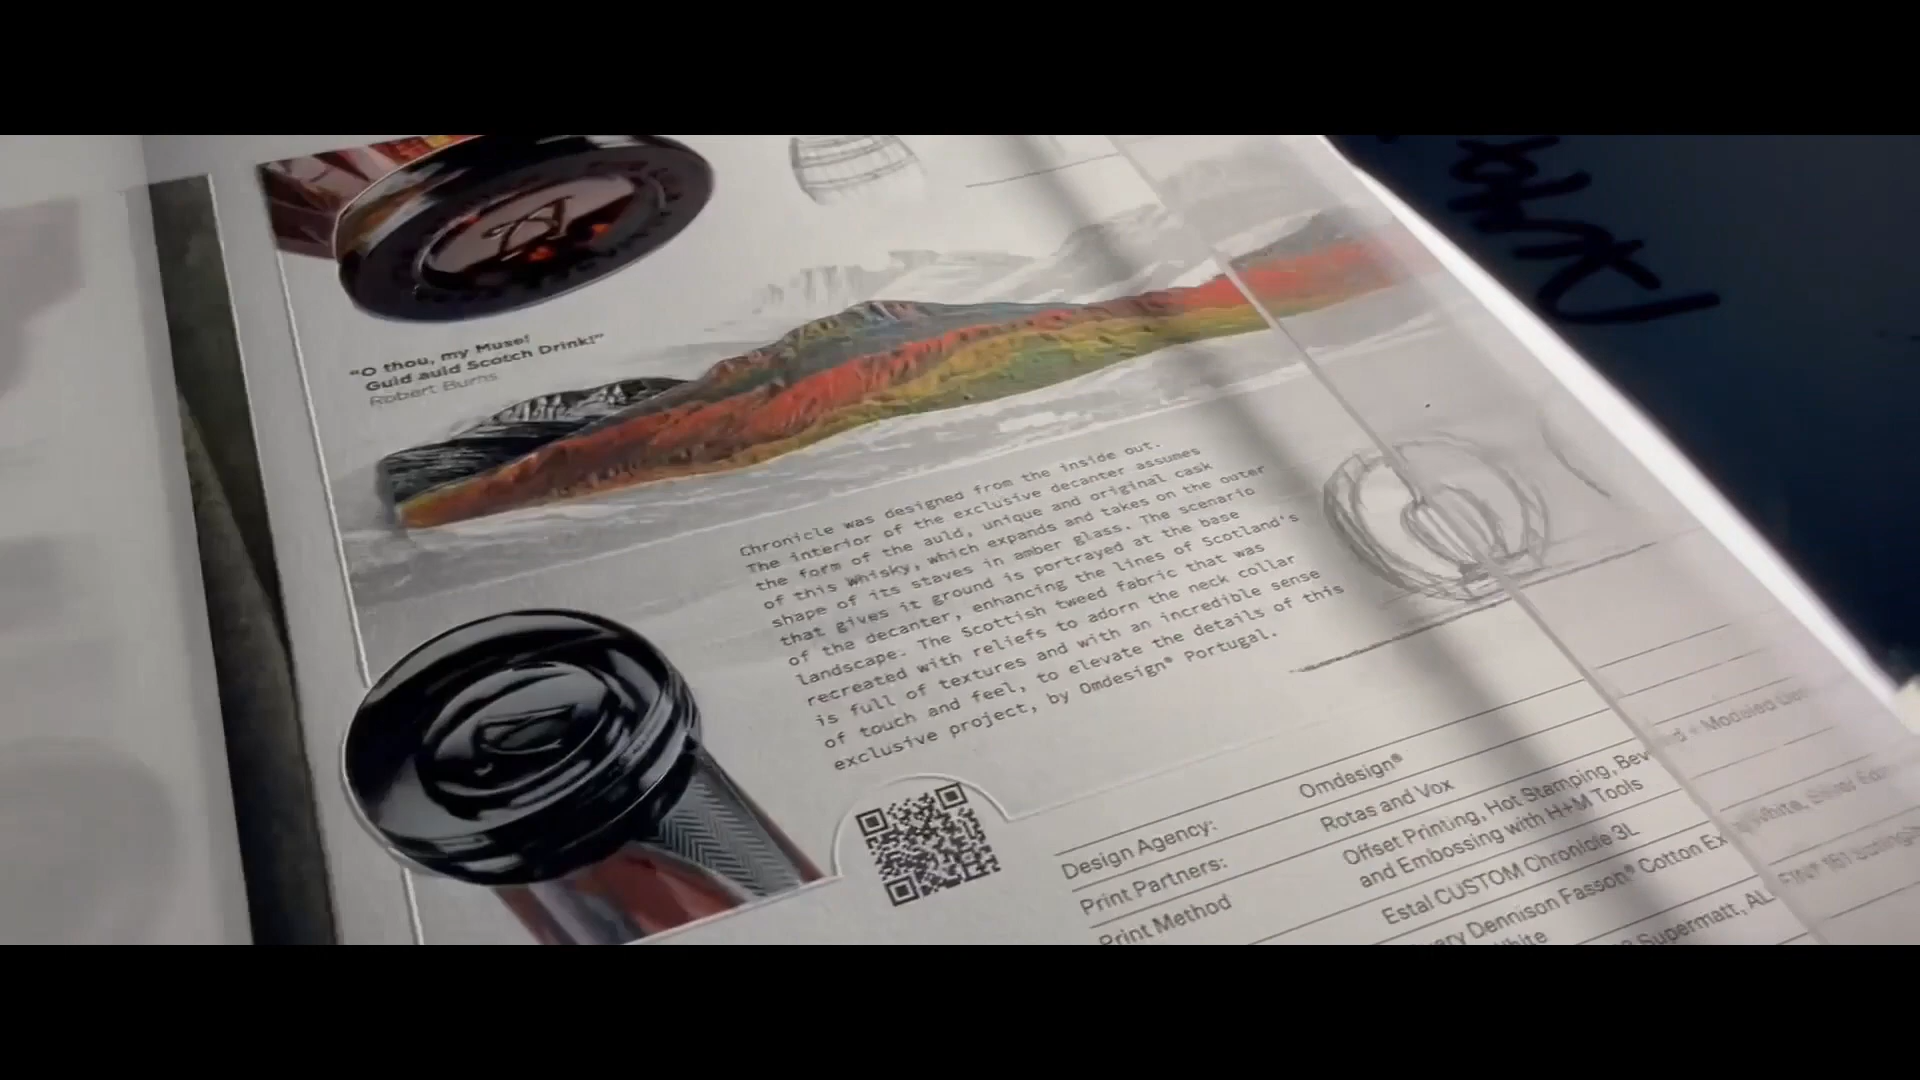 "O thou, my Muse!
Guid auld Scotch Drink!"
Robert Burns
Chronicle was designed from the inside out.
The interior of the exclusive decanter assumes
the form of the auld, unique and original cask
of this whisky, which expands and takes on the outer
shape of its staves in amber glass. The scenario
that gives it ground is portrayed at the base
of the decanter, enhancing the lines of Scotland's
landscape. The Scottish tweed fabric that was
recreated with reliefs to adorn the neck collar
is full of textures and with an incredible sense
of touch and feel, to elevate the details of this
exclusive project, by Omdesign® Portugal.
Design Agency: Omdesign®
Print Partners: Rotas and Vox
Print Method Offset Printing, Hot Stamping, Bev
and Embossing with H+M Tools
Estal CUSTOM Chronicle 3L
Dennison Fasson® Cotton Ex
Supermatt, AL